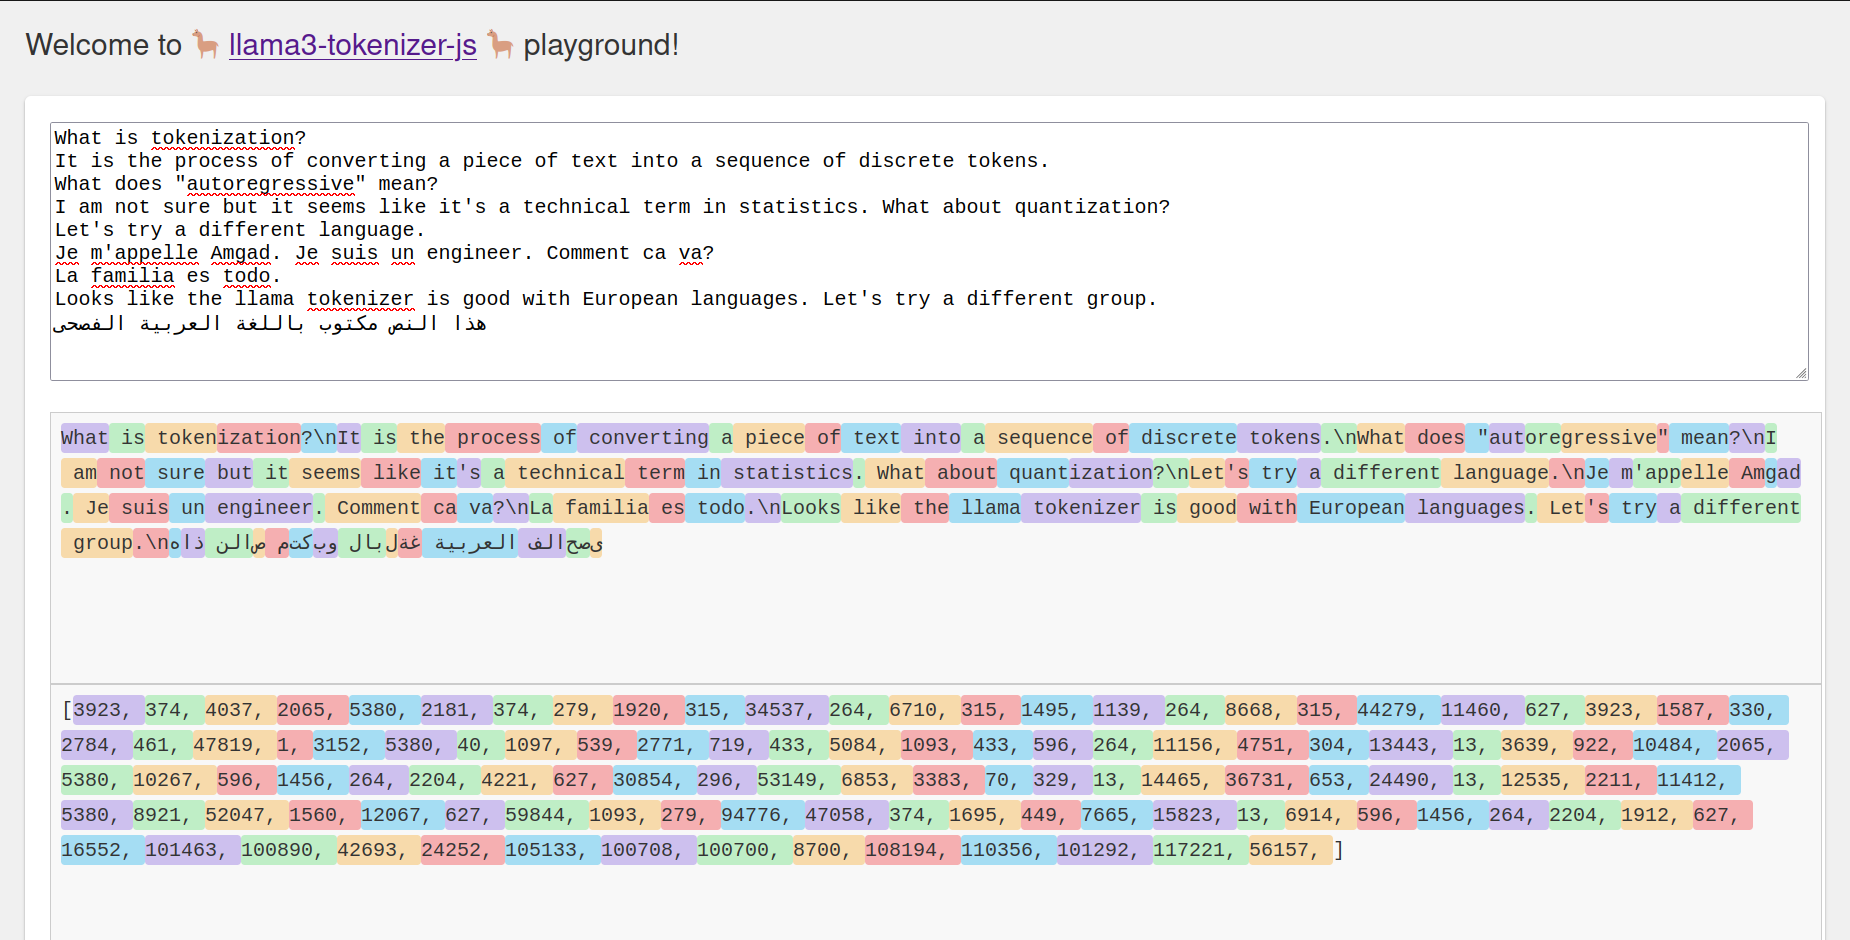 Welcome to 🦙 llama3-tokenizer-js 🦙 playground!
What is tokenization?
It is the process of converting a piece of text into a sequence of discrete tokens.
What does "autoregressive" mean?
I am not sure but it seems like it's a technical term in statistics. What about quantization?
Let's try a different language.
Je m'appelle Amgad. Je suis un engineer. Comment ca va?
La familia es todo.
Looks like the llama tokenizer is good with European languages. Let's try a different group.
هذا النص مكتوب باللغة العربية الفصحى
What is tokenization?\nIt is the process of converting a piece of text into a sequence of discrete tokens.\nWhat does "autoregressive" mean?\nI
am not sure but it seems like it's a technical term in statistics. What about quantization?\nLet's try a different language.\nJe m'appelle Amgad
. Je suis un engineer. Comment ca va?\nLa familia es todo.\nLooks like the llama tokenizer is good with European languages. Let's try a different
group.\nهذا النص مكتوب باللغة العربية الفصحى
[3923, 374, 4037, 2065, 5380, 2181, 374, 279, 1920, 315, 34537, 264, 6710, 315, 1495, 1139, 264, 8668, 315, 44279, 11460, 627, 3923, 1587, 330,
2784, 461, 47819, 1, 3152, 5380, 40, 1097, 539, 2771, 719, 433, 5084, 1093, 433, 596, 264, 11156, 4751, 304, 13443, 13, 3639, 922, 10484, 2065,
5380, 10267, 596, 1456, 264, 2204, 4221, 627, 30854, 296, 53149, 6853, 3383, 70, 329, 13, 14465, 36731, 653, 24490, 13, 12535, 2211, 11412,
5380, 8921, 52047, 1560, 12067, 627, 59844, 1093, 279, 94776, 47058, 374, 1695, 449, 7665, 15823, 13, 6914, 596, 1456, 264, 2204, 1912, 627,
16552, 101463, 100890, 42693, 24252, 105133, 100708, 100700, 8700, 108194, 110356, 101292, 117221, 56157, ]